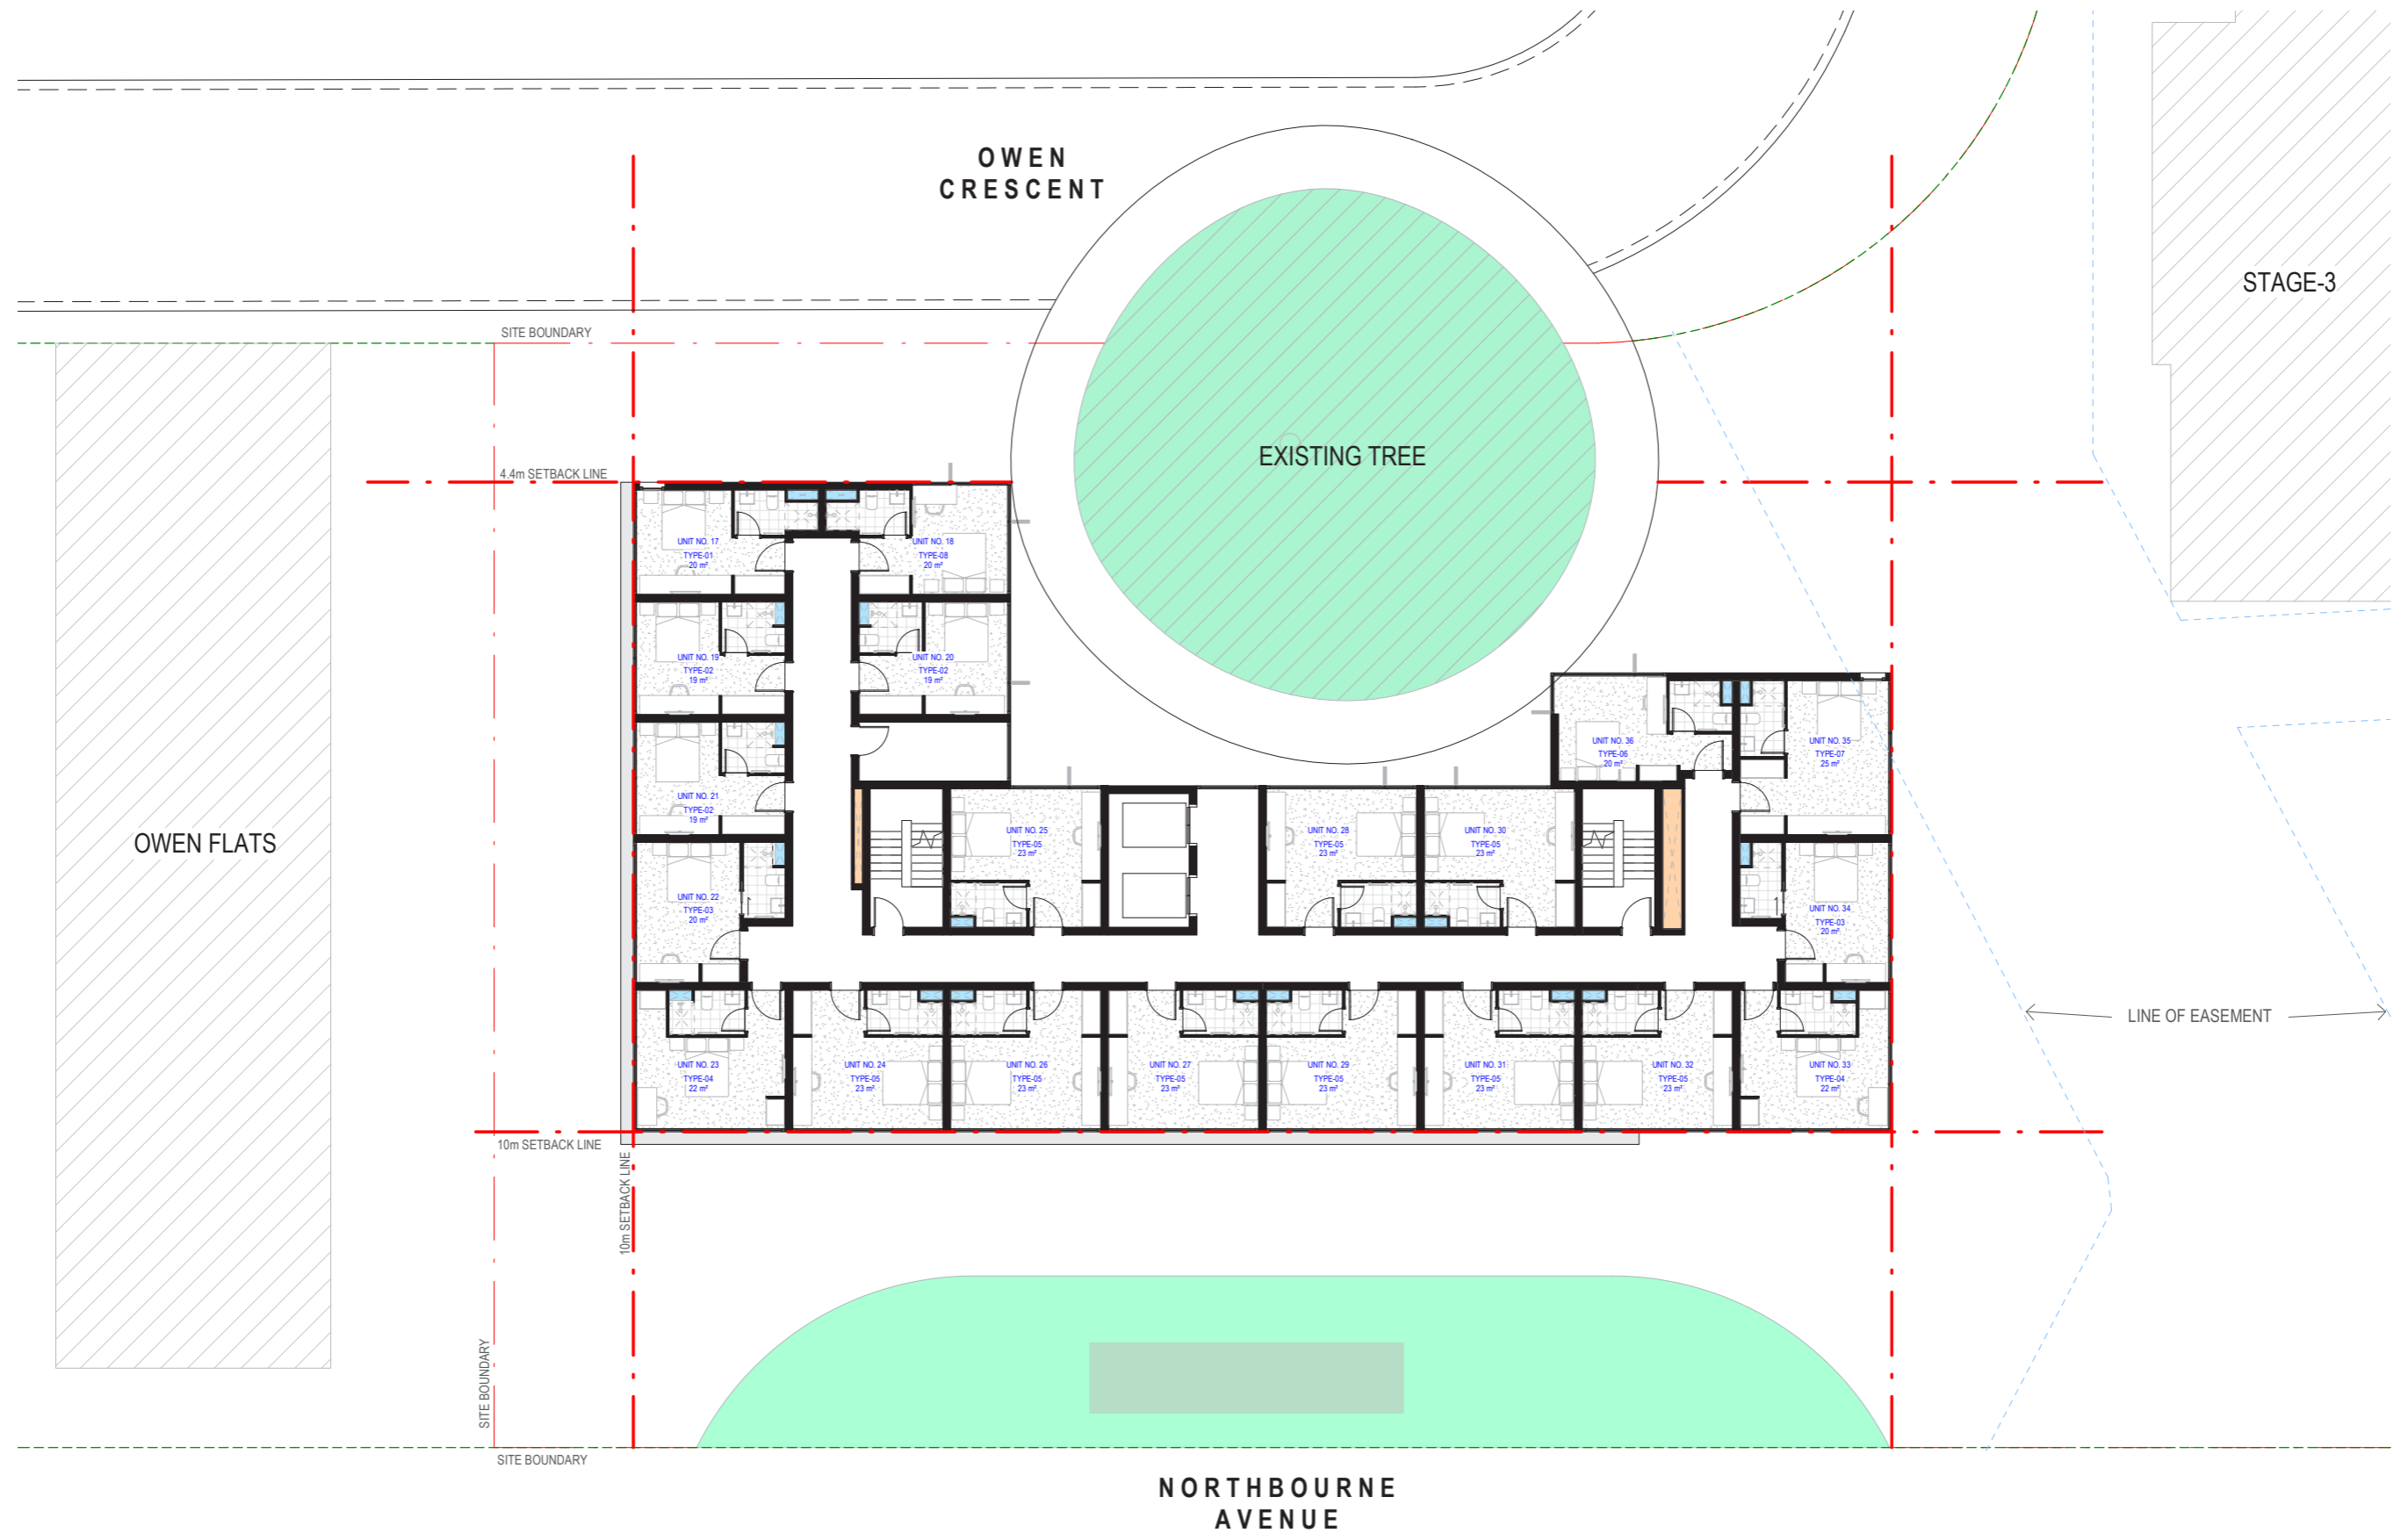 OWEN
CRESCENT
STAGE-3
SITE BOUNDARY
EXISTING TREE
4.4m SETBACK LINE
UNIT NO. 17
TYPE-01
20 m²
UNIT NO. 18
TYPE-08
20 m²
UNIT NO. 19
TYPE-02
19 m²
UNIT NO. 20
TYPE-02
19 m²
UNIT NO. 36
TYPE-06
20 m²
UNIT NO. 35
TYPE-07
25 m²
UNIT NO. 21
TYPE-02
19 m²
OWEN FLATS
UNIT NO. 25
TYPE-05
23 m²
UNIT NO. 28
TYPE-05
23 m²
UNIT NO. 30
TYPE-05
23 m²
UNIT NO. 22
TYPE-03
20 m²
UNIT NO. 34
TYPE-03
20 m²
LINE OF EASEMENT
UNIT NO. 23
TYPE-04
22 m²
UNIT NO. 24
TYPE-05
23 m²
UNIT NO. 26
TYPE-05
23 m²
UNIT NO. 27
TYPE-05
23 m²
UNIT NO. 29
TYPE-05
23 m²
UNIT NO. 31
TYPE-05
23 m²
UNIT NO. 32
TYPE-05
23 m²
UNIT NO. 33
TYPE-04
22 m²
10m SETBACK LINE
10m SETBACK LINE
SITE BOUNDARY
SITE BOUNDARY
NORTHBOURNE
AVENUE